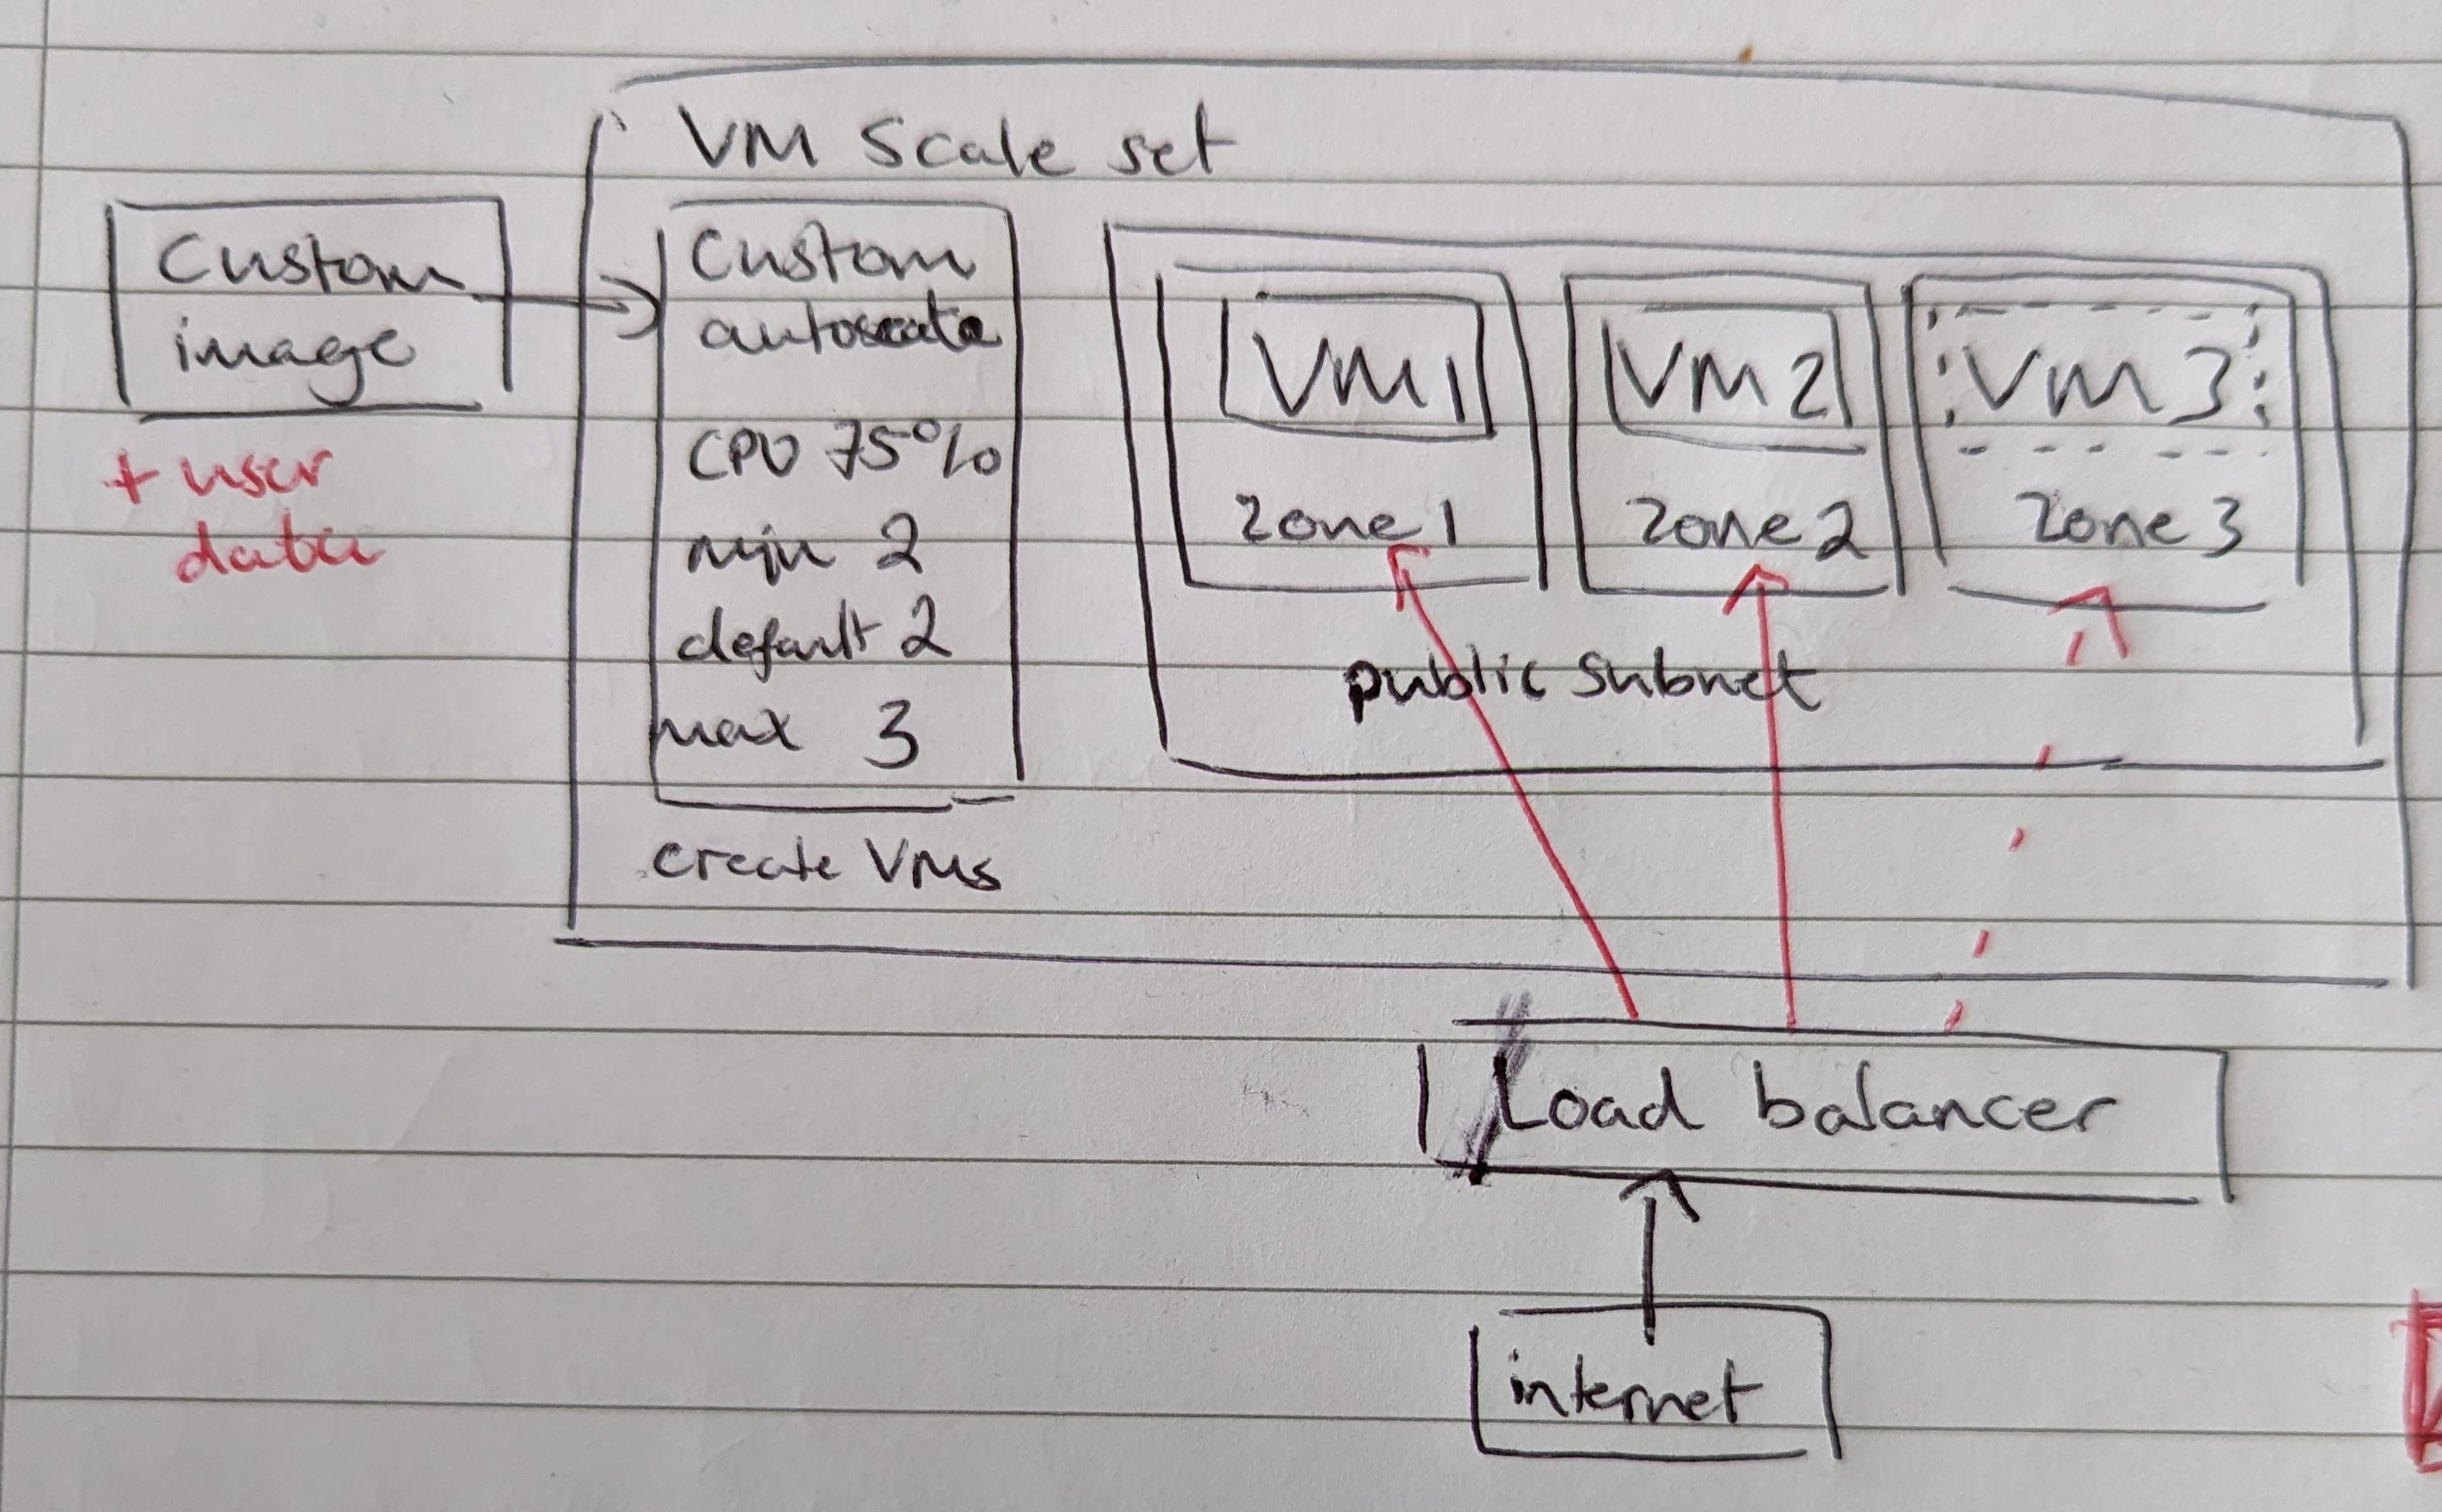 VM Scale set
Custom
image
+ user
data
Custom
autoscale
CPU 75%
min 2
default 2
max 3
create VMs
VM1
zone 1
VM2
zone 2
VM3
zone 3
public subnet
Load balancer
internet